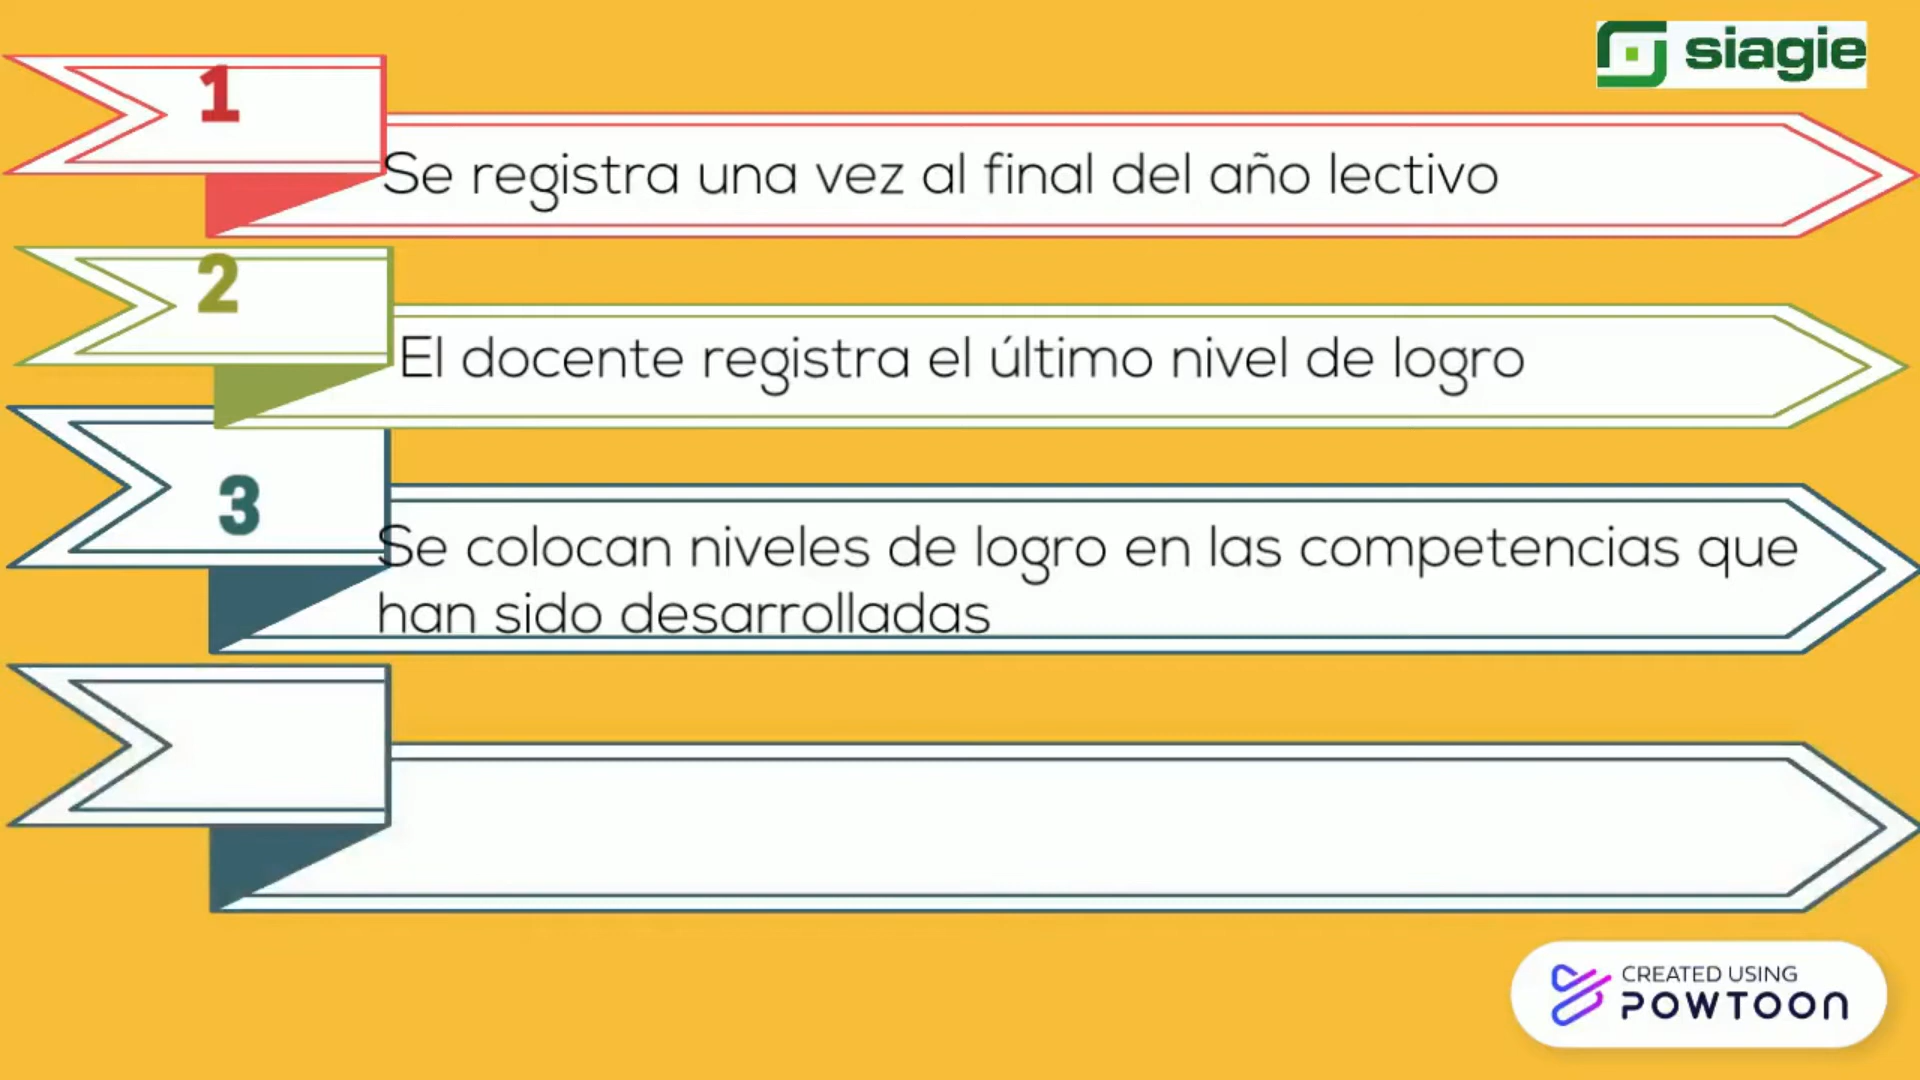 siagie
1
Se registra una vez al final del año lectivo
2
El docente registra el último nivel de logro
3
Se colocan niveles de logro en las competencias que
han sido desarrolladas
CREATED USING
POWTOON